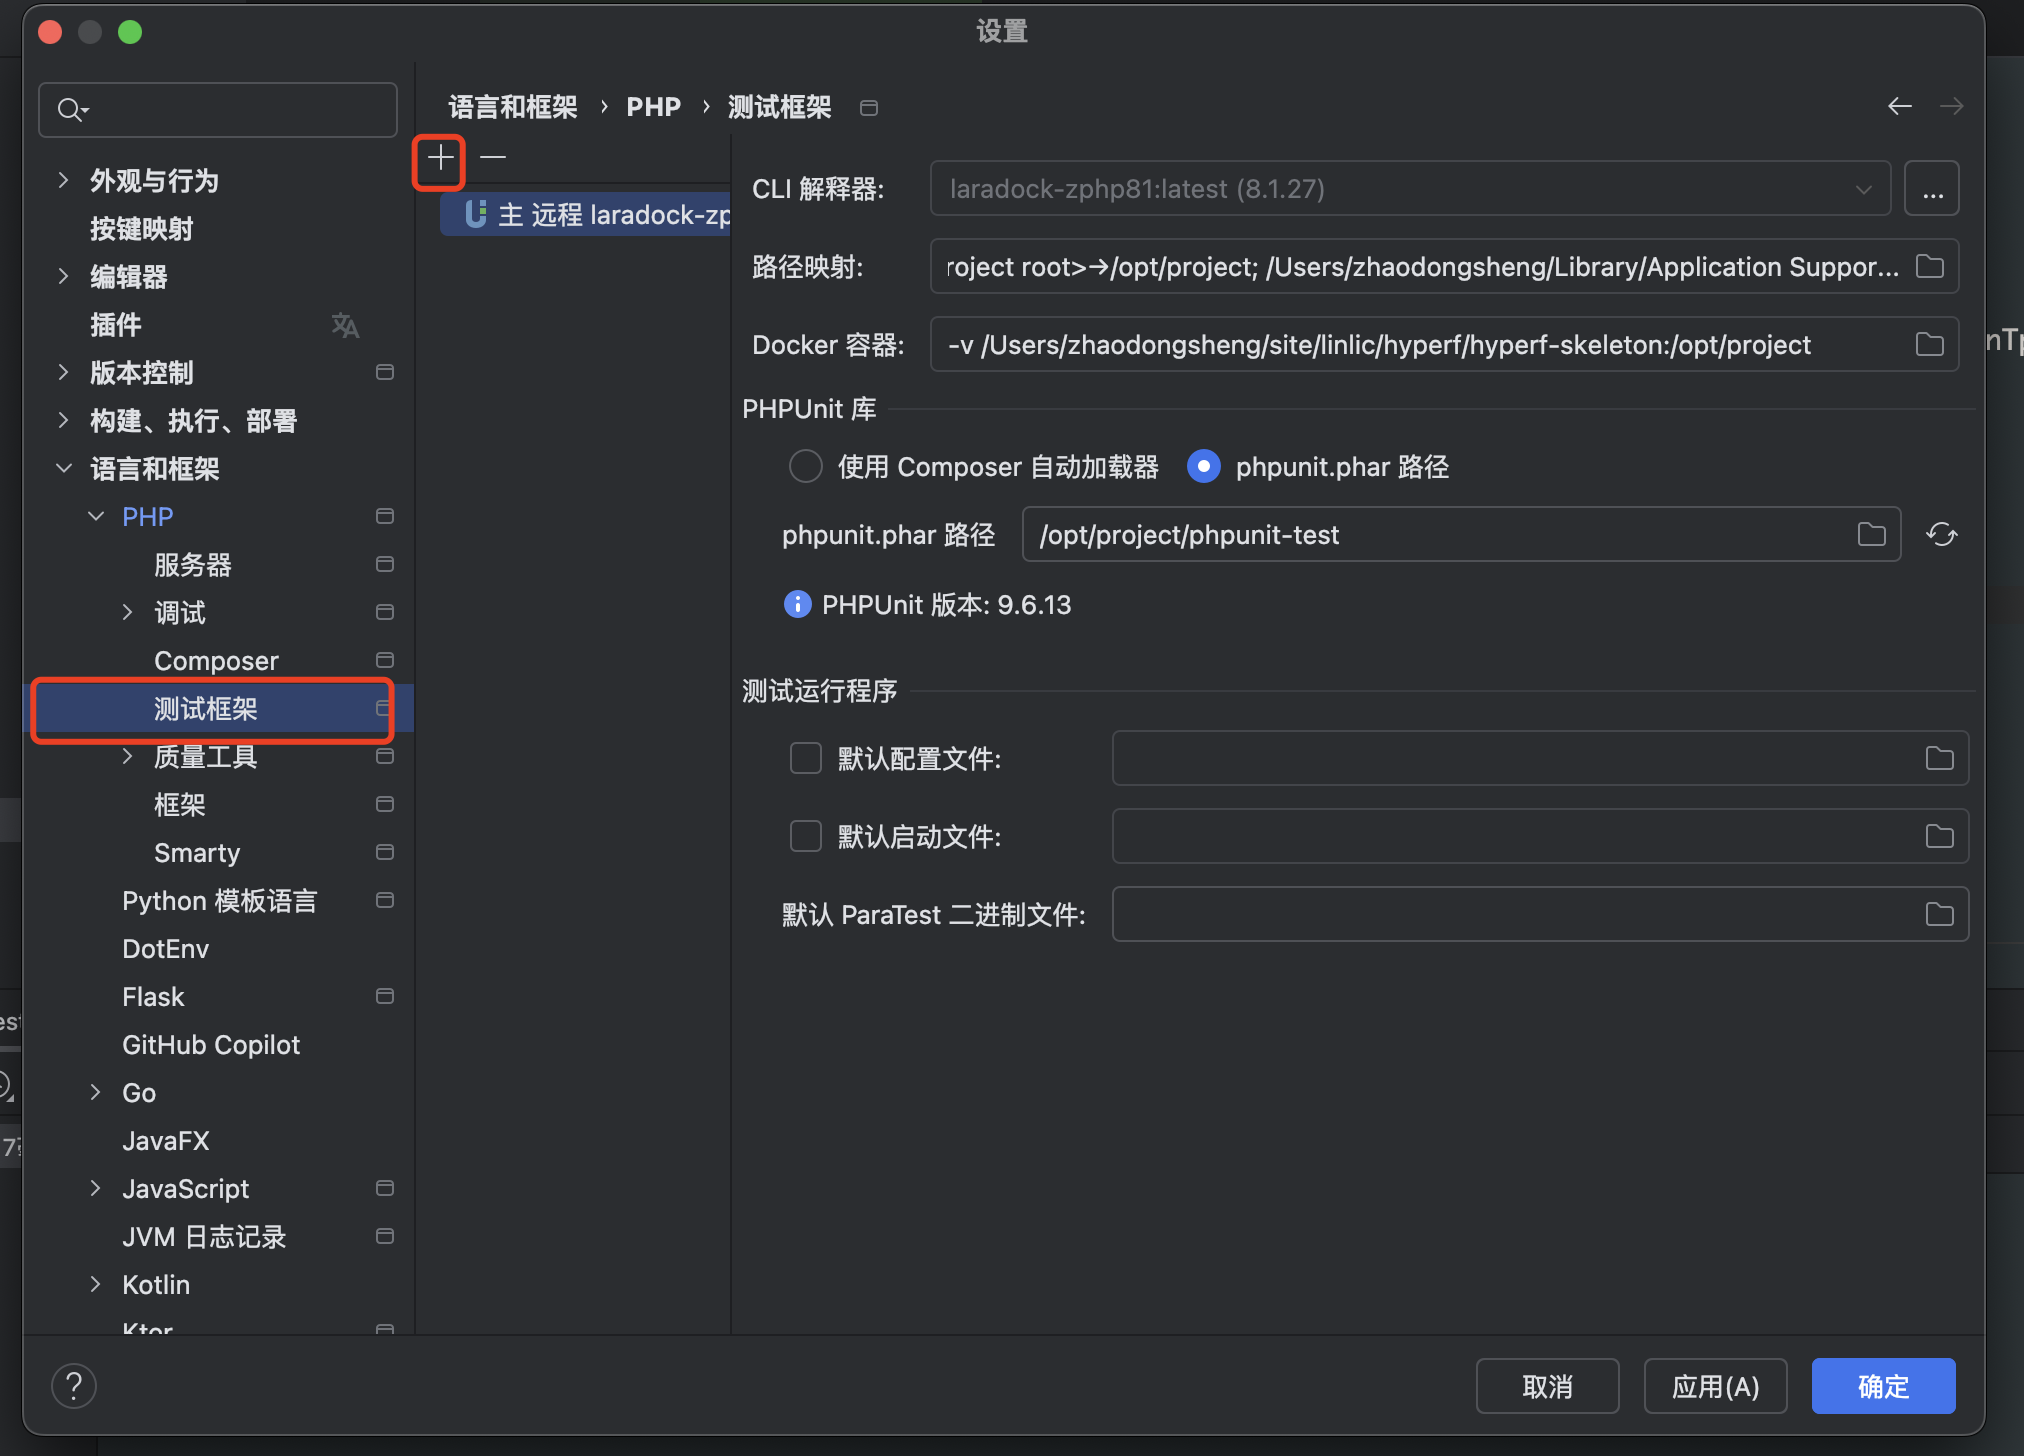 设置
外观与行为
按键映射
编辑器
插件
版本控制
构建、执行、部署
语言和框架
PHP
服务器
调试
Composer
测试框架
质量工具
框架
Smarty
Python 模板语言
DotEnv
Flask
GitHub Copilot
Go
JavaFX
JavaScript
JVM 日志记录
Kotlin
Ktor
语言和框架 › PHP › 测试框架
主 远程 laradock-zp
CLI 解释器: laradock-zphp81:latest (8.1.27) ...
路径映射: roject root>→/opt/project; /Users/zhaodongsheng/Library/Application Suppor...
Docker 容器: -v /Users/zhaodongsheng/site/linlic/hyperf/hyperf-skeleton:/opt/project
PHPUnit 库
使用 Composer 自动加载器 phpunit.phar 路径
phpunit.phar 路径 /opt/project/phpunit-test
PHPUnit 版本: 9.6.13
测试运行程序
默认配置文件:
默认启动文件:
默认 ParaTest 二进制文件:
? 取消 应用(A) 确定